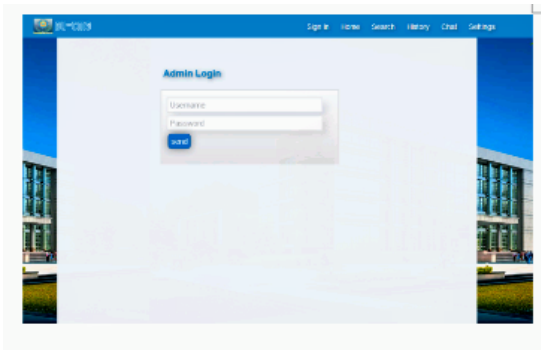 Sign In Home Search History Chat Settings
Admin Login
Username
Password
send